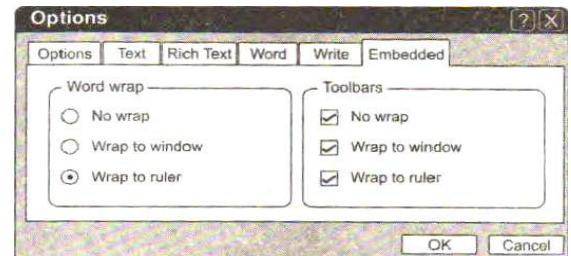 Options
Options Text Rich Text Word Write Embedded
Word wrap
No wrap
Wrap to window
Wrap to ruler
Toolbars
No wrap
Wrap to window
Wrap to ruler
OK Cancel